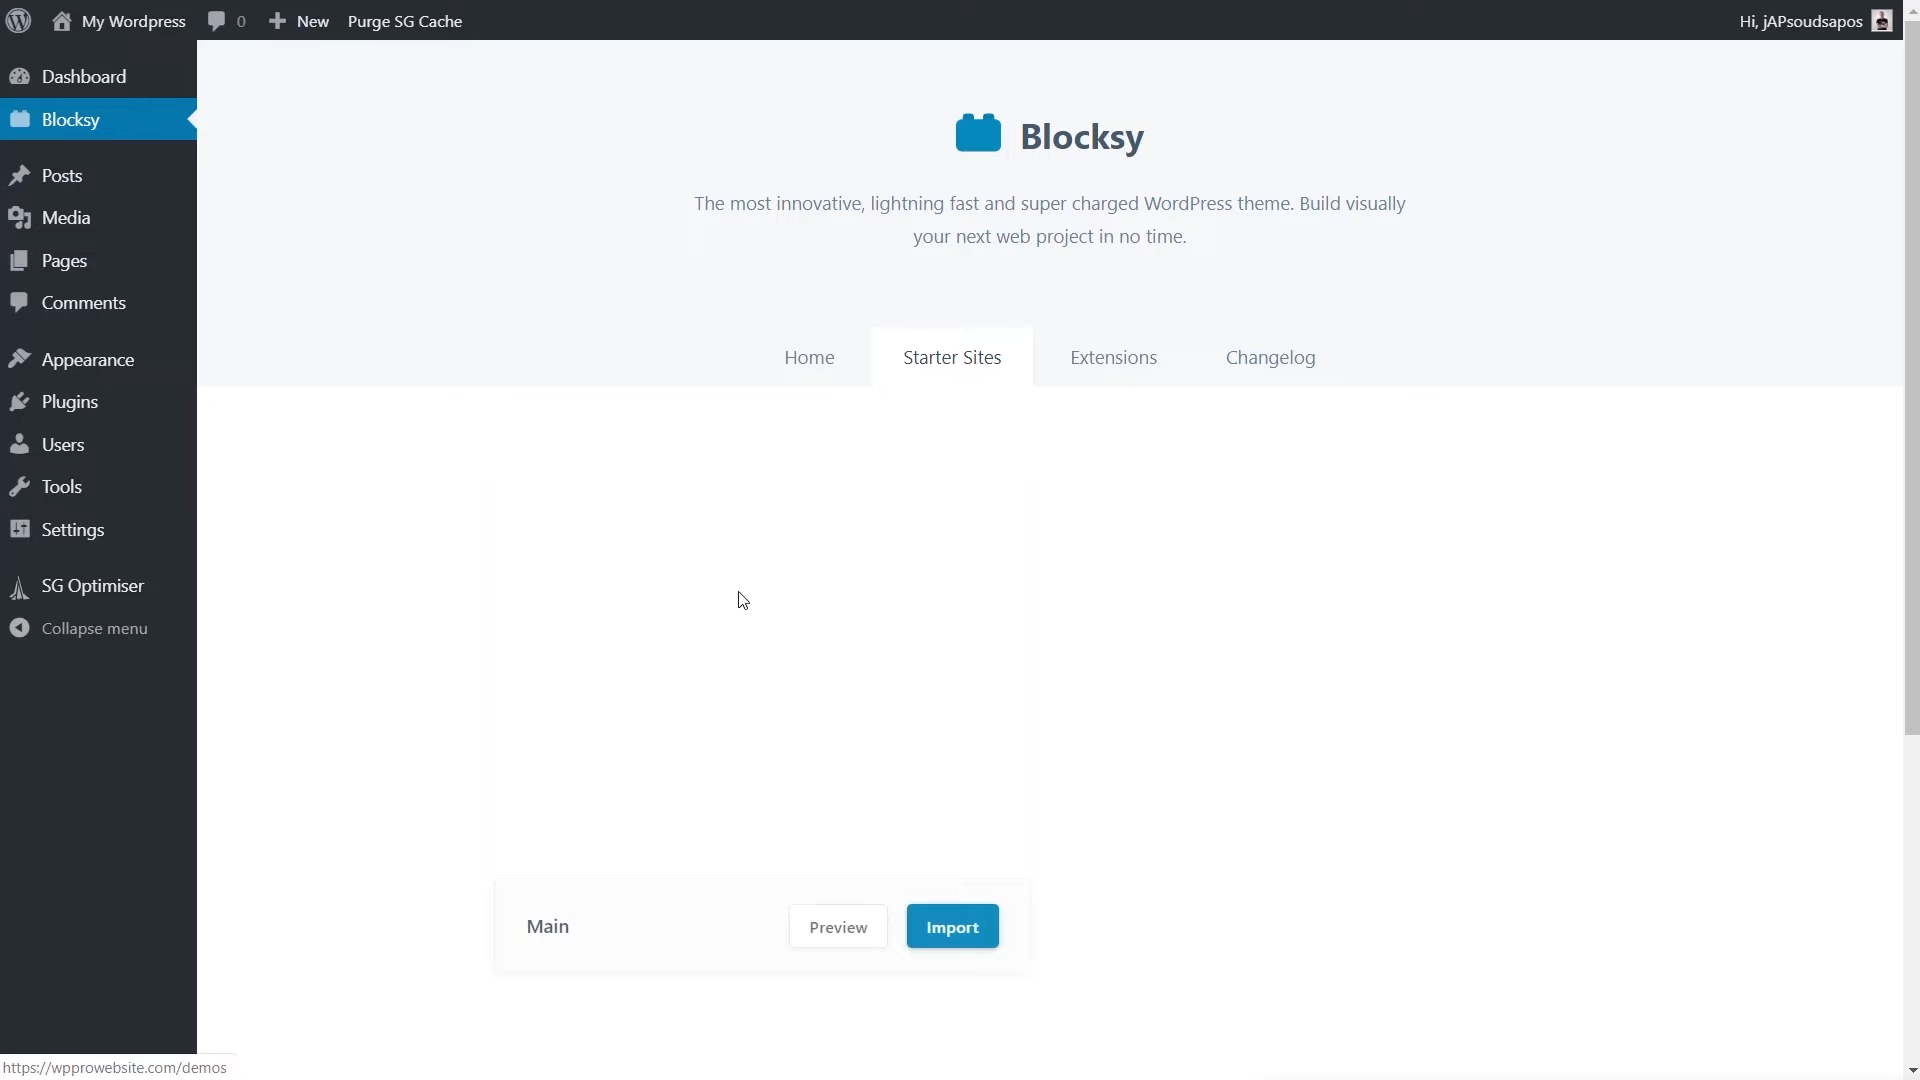 My Wordpress 0 New Purge SG Cache Hi, jAPsoudsapos
Dashboard
Blocksy
Posts
Media
Pages
Comments
Appearance
Plugins
Users
Tools
Settings
SG Optimiser
Collapse menu
Blocksy
The most innovative, lightning fast and super charged WordPress theme. Build visually
your next web project in no time.
Home Starter Sites Extensions Changelog
Main Preview Import
https://wpprowebsite.com/demos